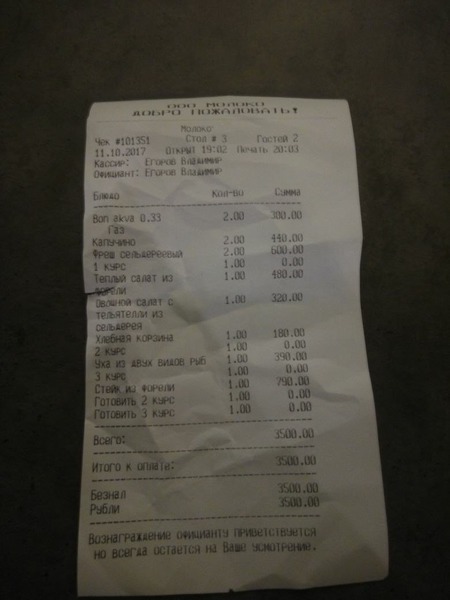 ООО МОЛОКО
ДОБРО ПОЖАЛОВАТЬ!
Молоко
Чек #101351 Стол # 3 Гостей 2
11.10.2017 Открыт 19:02 Печать 20:03
Кассир: Егоров Владимир
Официант: Егоров Владимир
Блюдо Кол-во Сумма
Bon akva 0.33 2.00 300.00
Газ
Капучино 2.00 440.00
Фреш сельдереевый 2.00 600.00
1 курс 1.00 0.00
Теплый салат из 1.00 480.00
форели
Овощной салат с 1.00 320.00
тельятелли из
сельдерея
Хлебная корзина 1.00 180.00
2 курс 1.00 0.00
Уха из двух видов рыб 1.00 390.00
3 курс 1.00 0.00
Стейк из форели 1.00 790.00
Готовить 2 курс 1.00 0.00
Готовить 3 курс 1.00 0.00
Всего: 3500.00
Итого к оплате: 3500.00
Безнал 3500.00
Рубли 3500.00
Вознаграждение официанту приветствуется
но всегда остается на Ваше усмотрение.